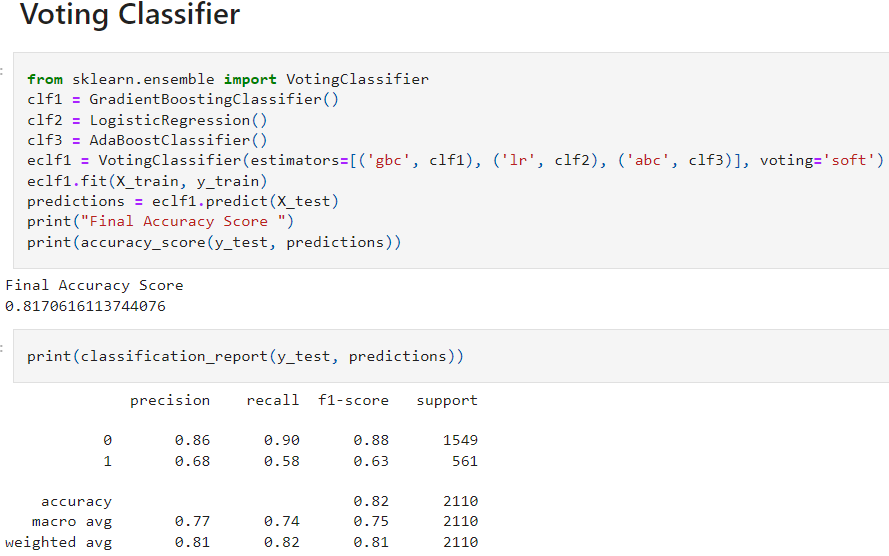 Voting Classifier
from sklearn.ensemble import VotingClassifier
clf1 = GradientBoostingClassifier()
clf2 = LogisticRegression()
clf3 = AdaBoostClassifier()
eclf1 = VotingClassifier(estimators=[('gbc', clf1), ('lr', clf2), ('abc', clf3)], voting='soft')
eclf1.fit(X_train, y_train)
predictions = eclf1.predict(X_test)
print("Final Accuracy Score ")
print(accuracy_score(y_test, predictions))
Final Accuracy Score
0.8170616113744076
print(classification_report(y_test, predictions))
precision recall f1-score support
0 0.86 0.90 0.88 1549
1 0.68 0.58 0.63 561
accuracy 0.82 2110
macro avg 0.77 0.74 0.75 2110
weighted avg 0.81 0.82 0.81 2110